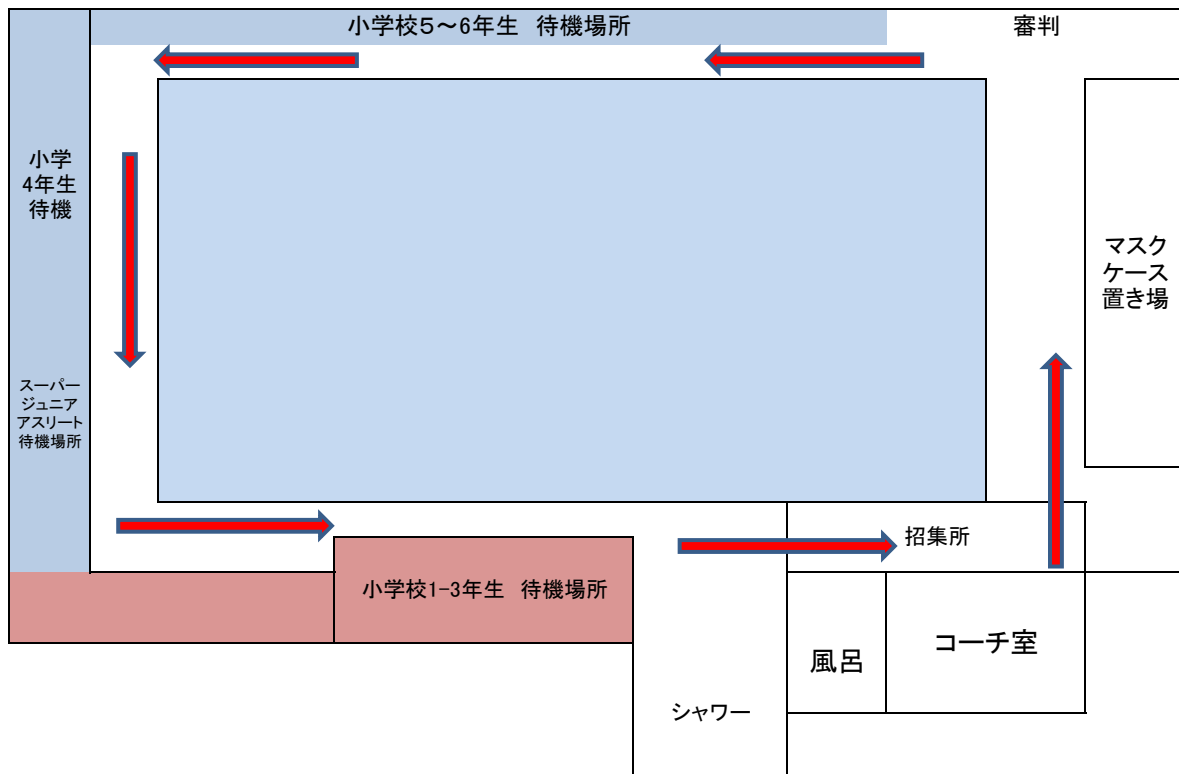 小学校5～6年生　待機場所
審判
小学
4年生
待機
マスク
ケース
置き場
スーパー
ジュニア
アスリート
待機場所
招集所
小学校1-3年生　待機場所
風呂
コーチ室
シャワー